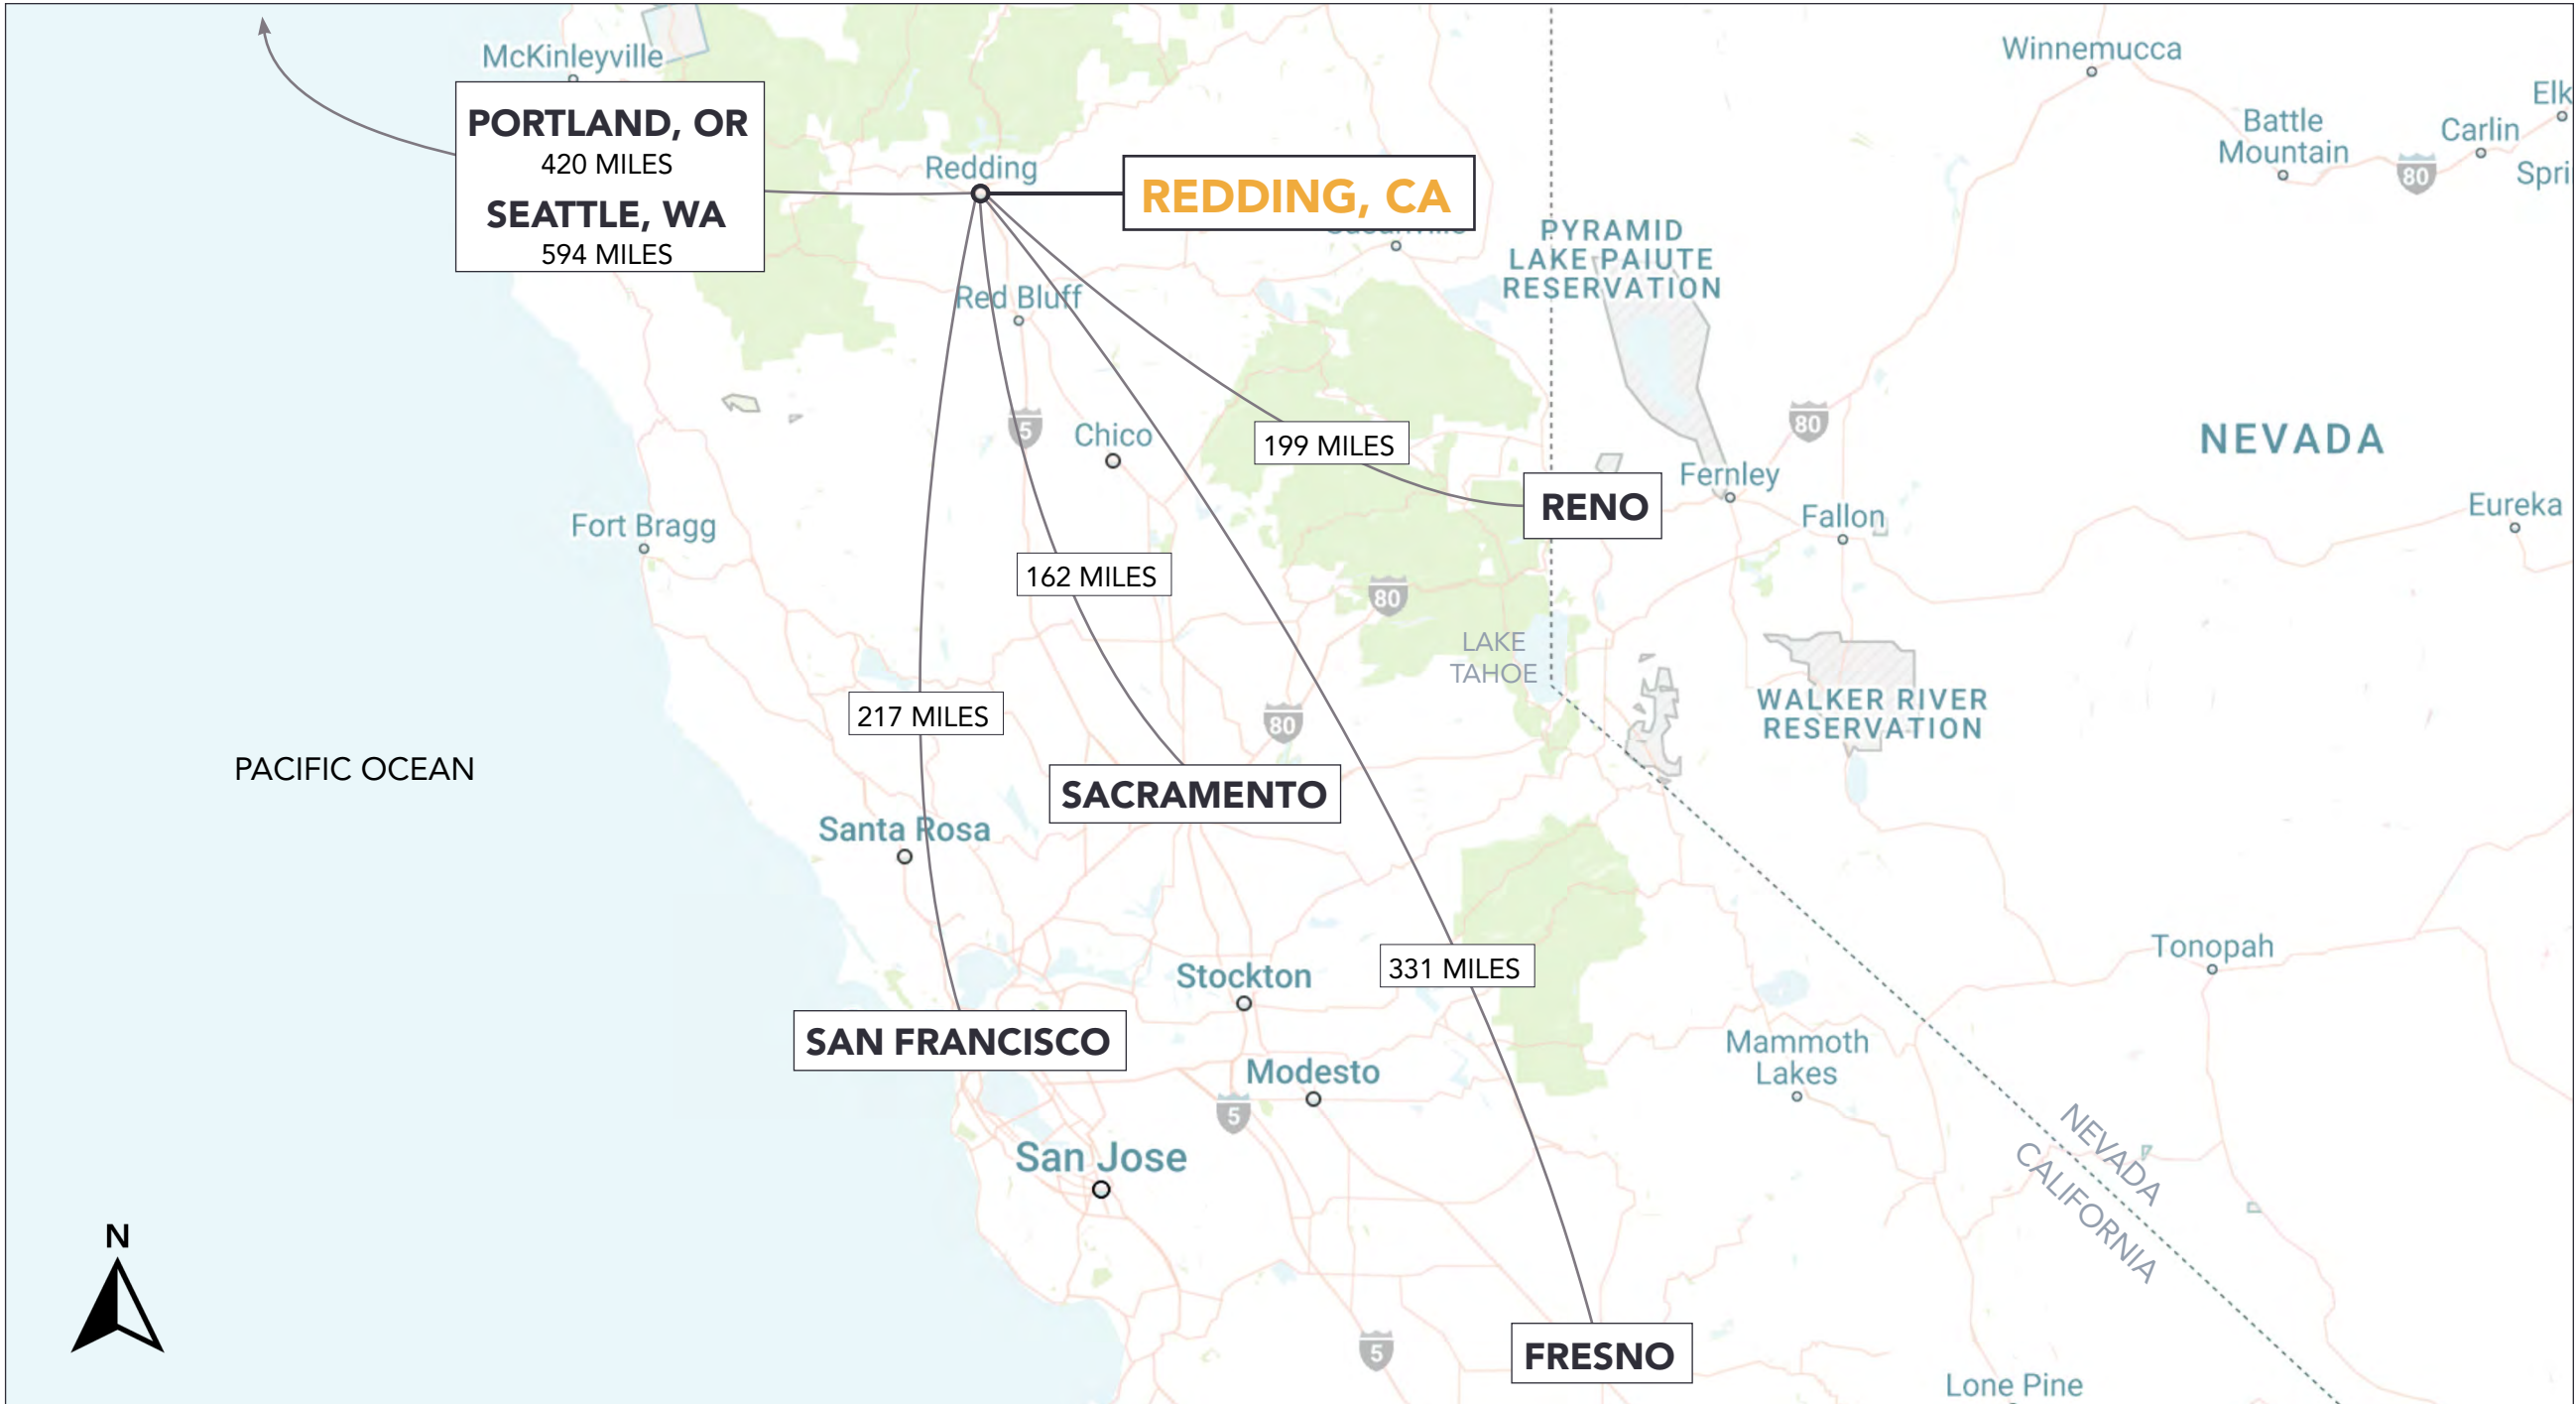 McKinleyville
Winnemucca
Elk
Battle
Mountain
Carlin
80
Spri
PORTLAND, OR
420 MILES
SEATTLE, WA
594 MILES
Redding
REDDING, CA
PYRAMID
LAKE PAIUTE
RESERVATION
Red Bluff
5
Chico
199 MILES
80
NEVADA
RENO
Fernley
Fallon
Eureka
Fort Bragg
162 MILES
80
LAKE
TAHOE
217 MILES
80
WALKER RIVER
RESERVATION
PACIFIC OCEAN
SACRAMENTO
Santa Rosa
331 MILES
Stockton
Tonopah
SAN FRANCISCO
Modesto
Mammoth
Lakes
5
San Jose
NEVADA
CALIFORNIA
N
5
FRESNO
Lone Pine